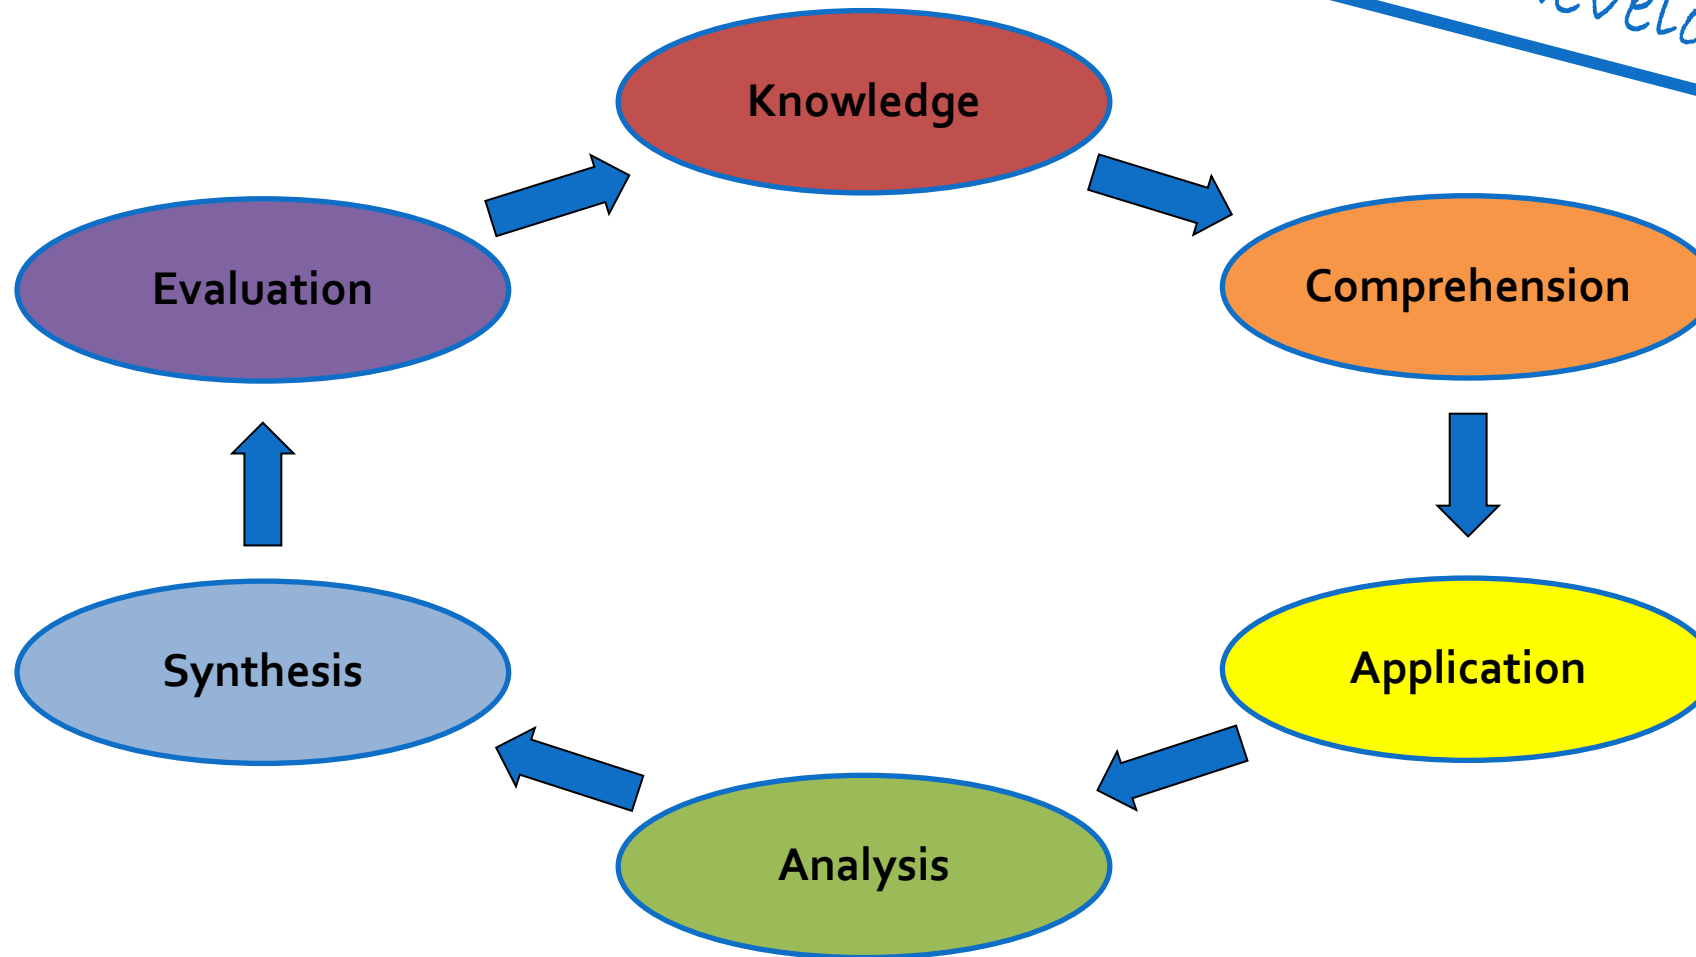 Knowledge
Comprehension
Application
Analysis
Synthesis
Evaluation